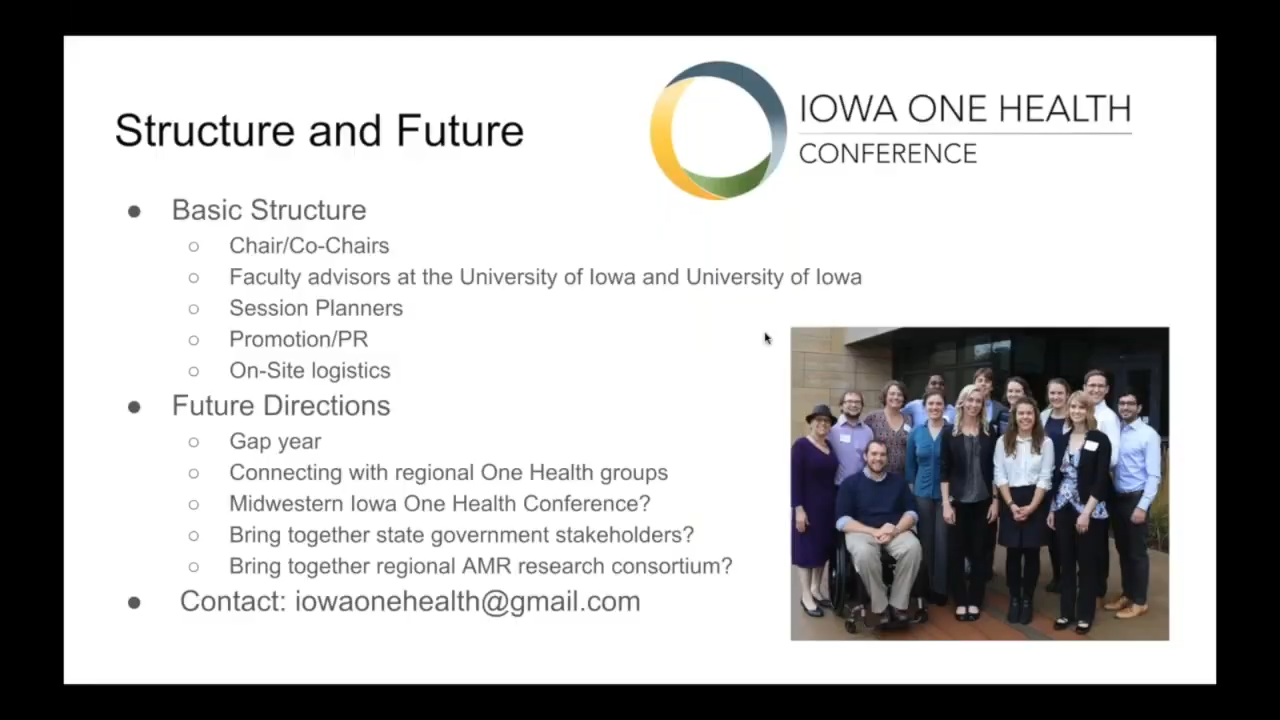 IOWA ONE HEALTH
CONFERENCE
Structure and Future
● Basic Structure
○ Chair/Co-Chairs
○ Faculty advisors at the University of Iowa and University of Iowa
○ Session Planners
○ Promotion/PR
○ On-Site logistics
● Future Directions
○ Gap year
○ Connecting with regional One Health groups
○ Midwestern Iowa One Health Conference?
○ Bring together state government stakeholders?
○ Bring together regional AMR research consortium?
● Contact: iowaonehealth@gmail.com